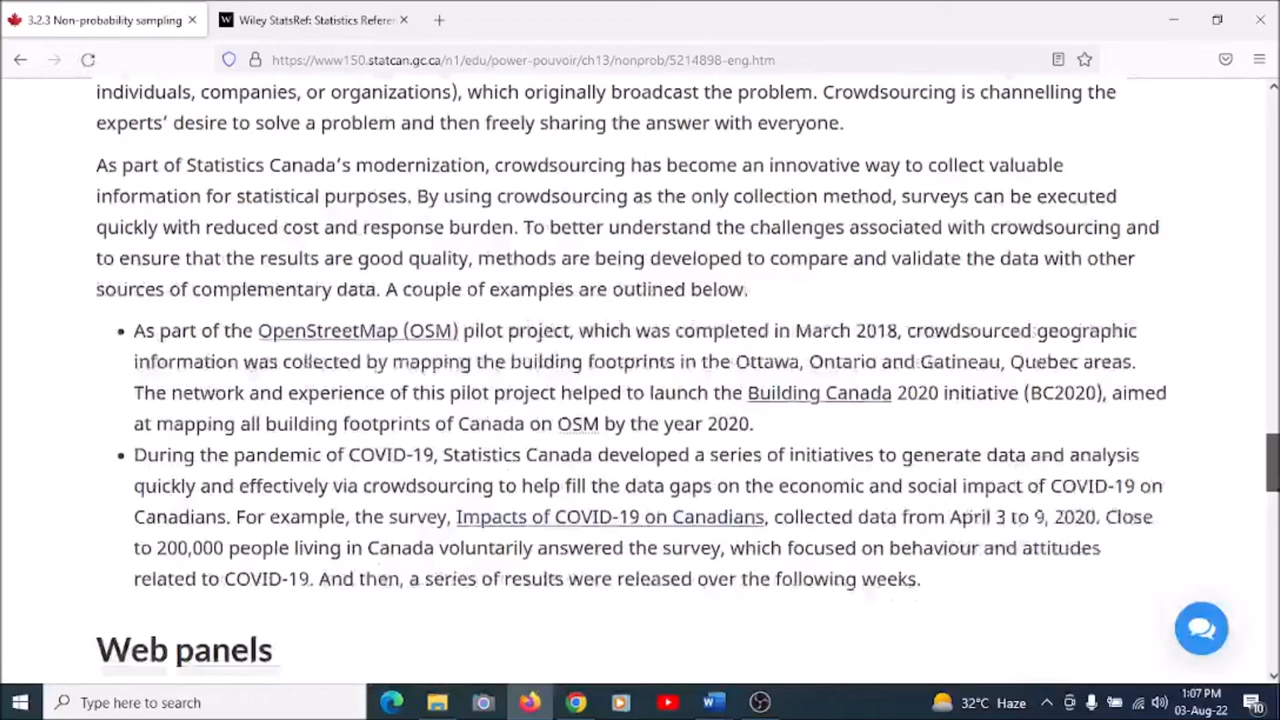 3.2.3 Non-probability sampling
Wiley StatsRef: Statistics Refere
https://www150.statcan.gc.ca/n1/edu/power-pouvoir/ch13/nonprob/5214898-eng.htm
individuals, companies, or organizations), which originally broadcast the problem. Crowdsourcing is channelling the
experts’ desire to solve a problem and then freely sharing the answer with everyone.
As part of Statistics Canada’s modernization, crowdsourcing has become an innovative way to collect valuable
information for statistical purposes. By using crowdsourcing as the only collection method, surveys can be executed
quickly with reduced cost and response burden. To better understand the challenges associated with crowdsourcing and
to ensure that the results are good quality, methods are being developed to compare and validate the data with other
sources of complementary data. A couple of examples are outlined below.
• As part of the OpenStreetMap (OSM) pilot project, which was completed in March 2018, crowdsourced geographic
information was collected by mapping the building footprints in the Ottawa, Ontario and Gatineau, Quebec areas.
The network and experience of this pilot project helped to launch the Building Canada 2020 initiative (BC2020), aimed
at mapping all building footprints of Canada on OSM by the year 2020.
• During the pandemic of COVID-19, Statistics Canada developed a series of initiatives to generate data and analysis
quickly and effectively via crowdsourcing to help fill the data gaps on the economic and social impact of COVID-19 on
Canadians. For example, the survey, Impacts of COVID-19 on Canadians, collected data from April 3 to 9, 2020. Close
to 200,000 people living in Canada voluntarily answered the survey, which focused on behaviour and attitudes
related to COVID-19. And then, a series of results were released over the following weeks.
Web panels
Type here to search
32°C Haze
1:07 PM
03-Aug-22
10